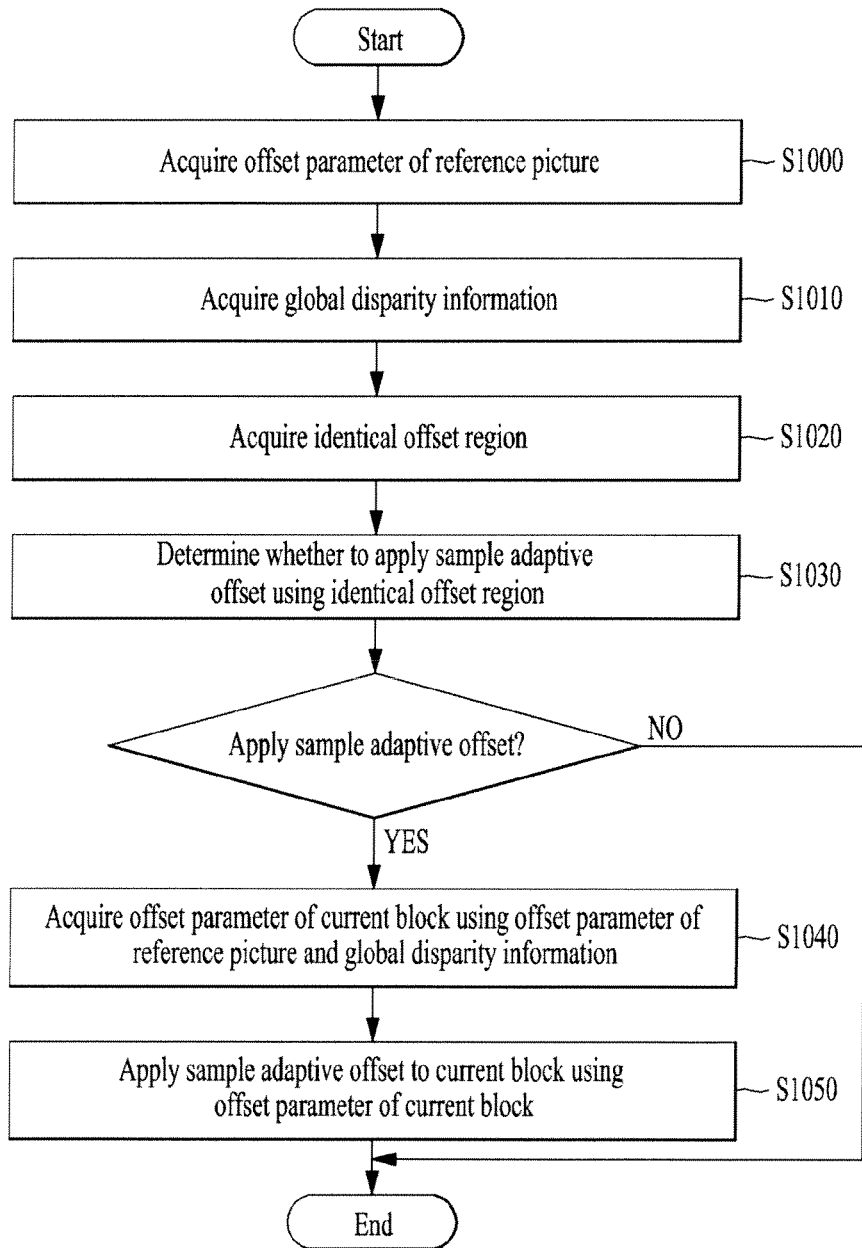 Start
Acquire offset parameter of reference picture
S1000
Acquire global disparity information
S1010
Acquire identical offset region
S1020
Determine whether to apply sample adaptive
offset using identical offset region
S1030
Apply sample adaptive offset?
NO
YES
Acquire offset parameter of current block using offset parameter of
reference picture and global disparity information
S1040
Apply sample adaptive offset to current block using
offset parameter of current block
S1050
End